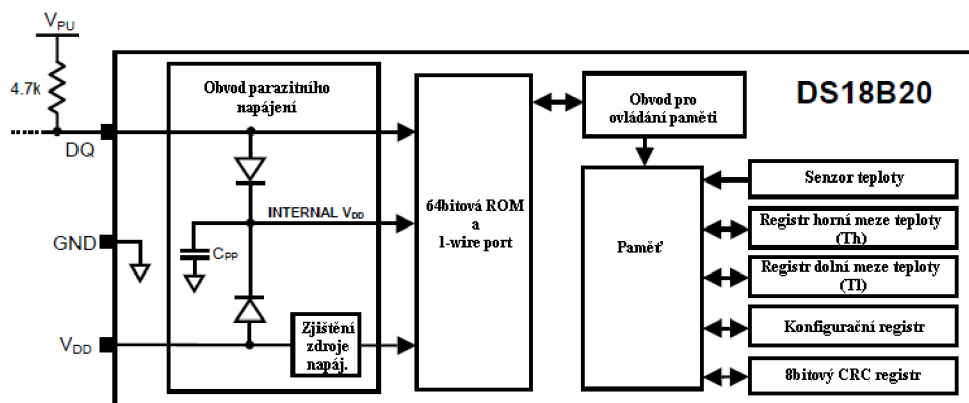 VPU
4.7k
DQ
GND
VDD
Obvod parazitního
napájení
INTERNAL VDD
CPP
Zjištění
zdroje
napáj.
64bitová ROM
a
1-wire port
Obvod pro
ovládání paměti
DS18B20
Paměť
Senzor teploty
Registr horní meze teploty
(Th)
Registr dolní meze teploty
(Tl)
Konfigurační registr
8bitový CRC registr